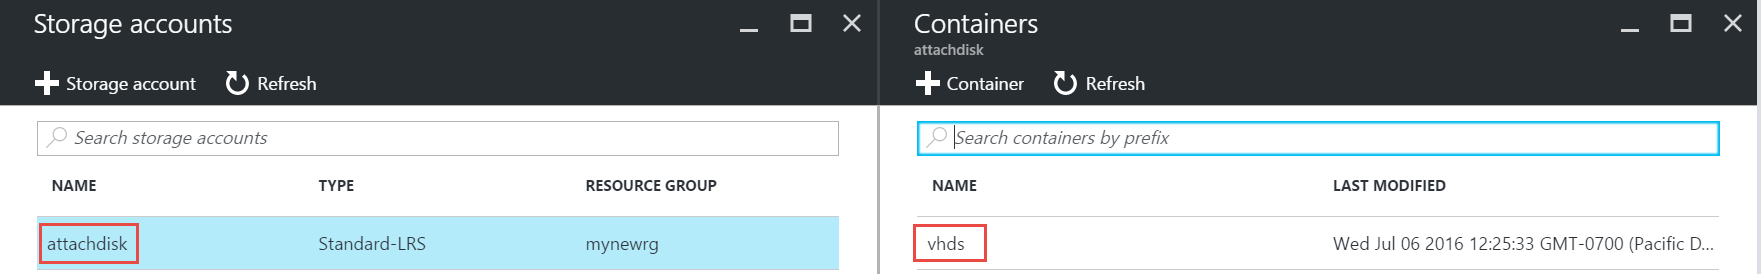 Storage accounts
Storage account Refresh
Search storage accounts
NAME TYPE RESOURCE GROUP
attachdisk Standard-LRS mynewrg
Containers
attachdisk
Container Refresh
Search containers by prefix
NAME LAST MODIFIED
vhds Wed Jul 06 2016 12:25:33 GMT-0700 (Pacific D...